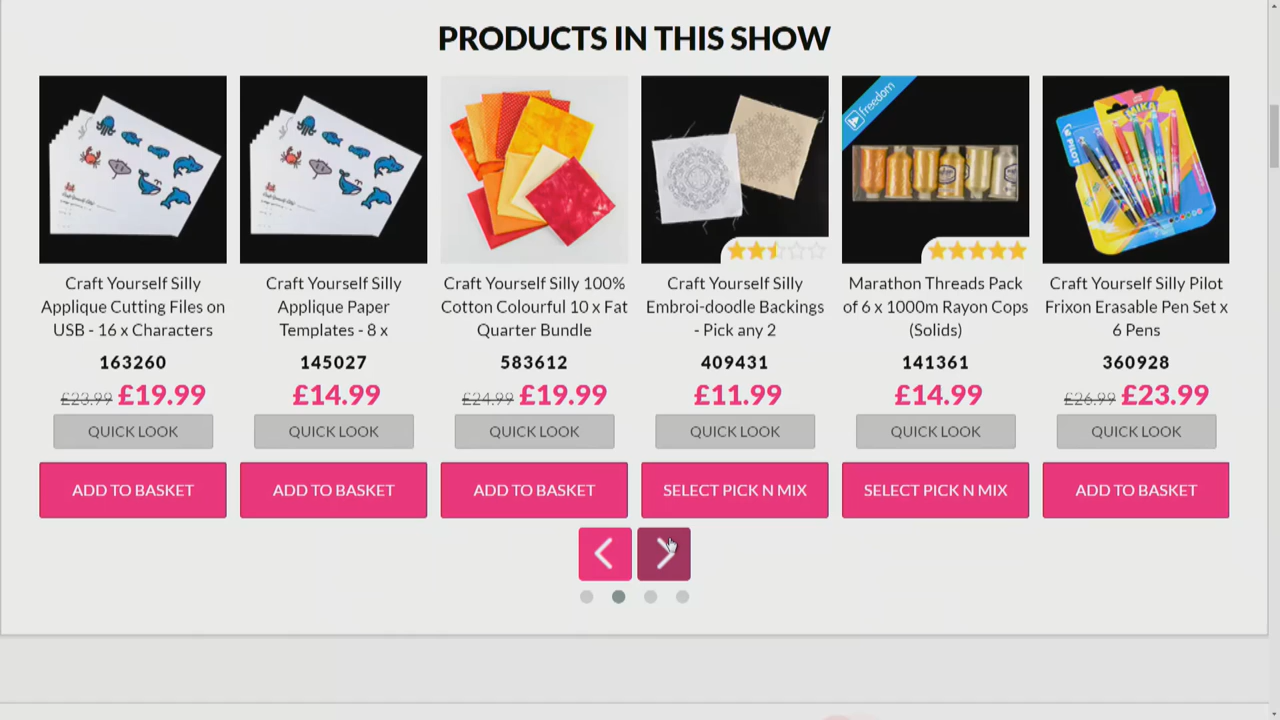 PRODUCTS IN THIS SHOW
freedom
PILOT
MIKA
Craft Yourself Silly
Applique Cutting Files on
USB - 16 x Characters
163260
£23.99 £19.99
QUICK LOOK
ADD TO BASKET
Craft Yourself Silly
Applique Paper
Templates - 8 x
145027
£14.99
QUICK LOOK
ADD TO BASKET
Craft Yourself Silly 100%
Cotton Colourful 10 x Fat
Quarter Bundle
583612
£24.99 £19.99
QUICK LOOK
ADD TO BASKET
Craft Yourself Silly
Embroi-doodle Backings
- Pick any 2
409431
£11.99
QUICK LOOK
SELECT PICK N MIX
Marathon Threads Pack
of 6 x 1000m Rayon Cops
(Solids)
141361
£14.99
QUICK LOOK
SELECT PICK N MIX
Craft Yourself Silly Pilot
Frixon Erasable Pen Set x
6 Pens
360928
£26.99 £23.99
QUICK LOOK
ADD TO BASKET